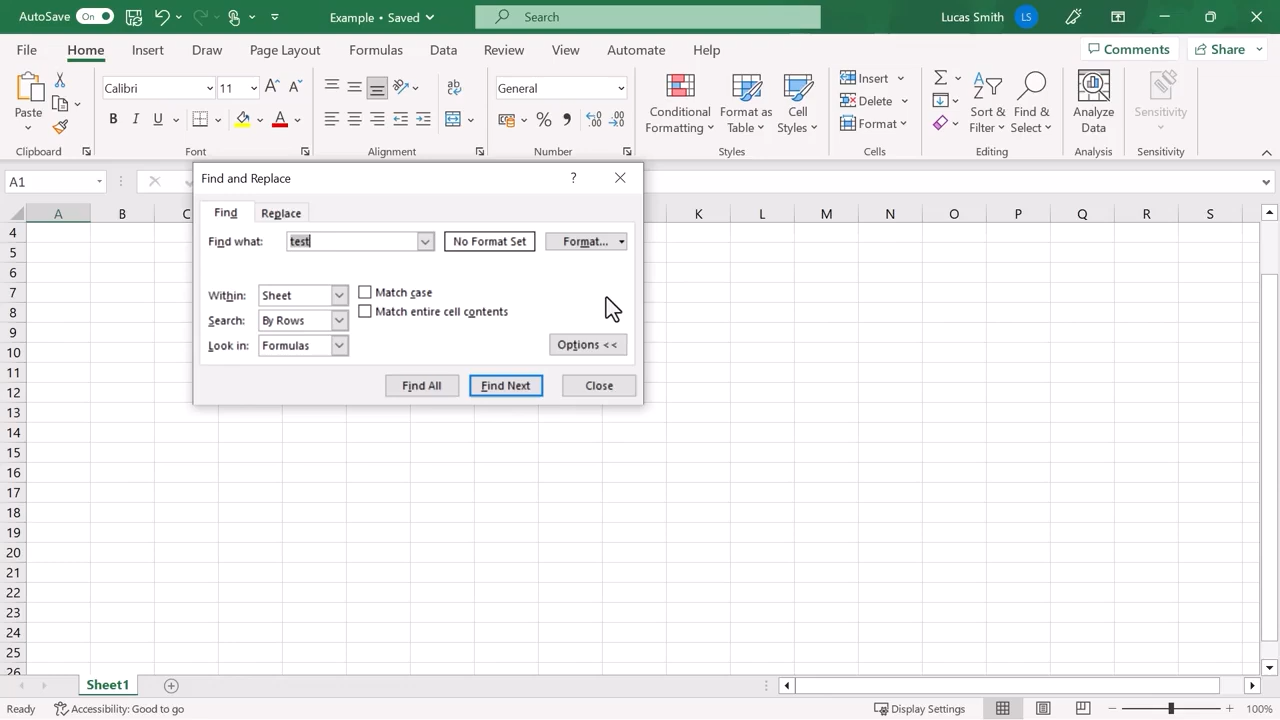 AutoSave On Example • Saved Search Lucas Smith LS
File Home Insert Draw Page Layout Formulas Data Review View Automate Help Comments Share
Paste
Calibri 11
B I U A
ab
General
$ % 9
Conditional Formatting
Format as Table
Cell Styles
Insert
Delete
Format
Sort & Filter
Find & Select
Analyze Data
Sensitivity
Clipboard Font Alignment Number Styles Cells Editing Analysis Sensitivity
A1
Find and Replace ?
Find Replace
Find what: test No Format Set Format...
Within: Sheet Match case
Search: By Rows Match entire cell contents
Look in: Formulas Options <<
Find All Find Next Close
A B C K L M N O P Q R S
4
5
6
7
8
9
10
11
12
13
14
15
16
17
18
19
20
21
22
23
24
25
26
Sheet1
Ready Accessibility: Good to go Display Settings 100%